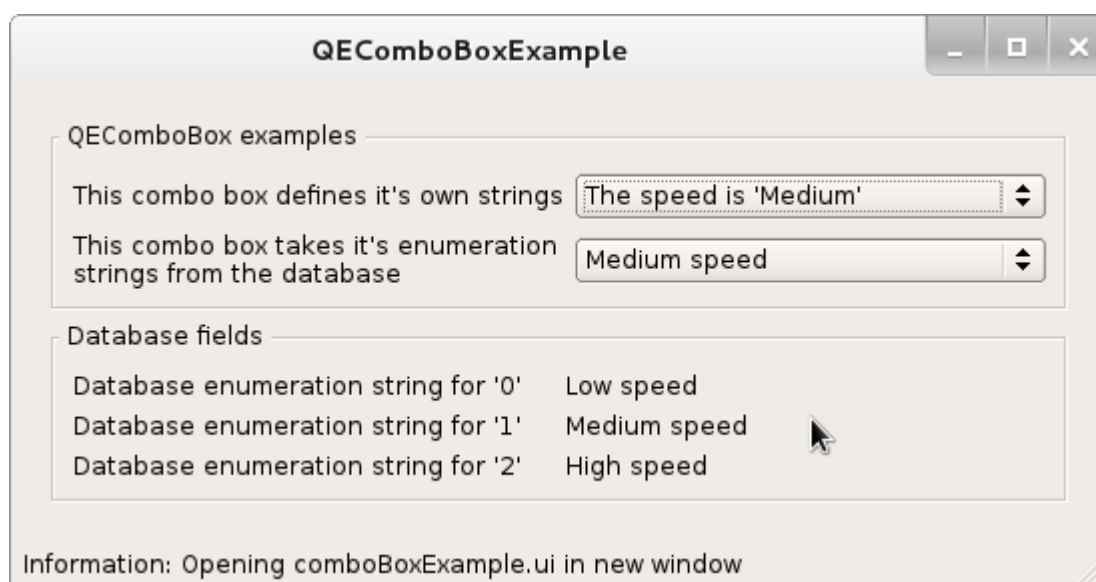 QEComboBoxExample
QEComboBox examples
This combo box defines it's own strings The speed is 'Medium'
This combo box takes it's enumeration
strings from the database
Medium speed
Database fields
Database enumeration string for '0' Low speed
Database enumeration string for '1' Medium speed
Database enumeration string for '2' High speed
Information: Opening comboBoxExample.ui in new window